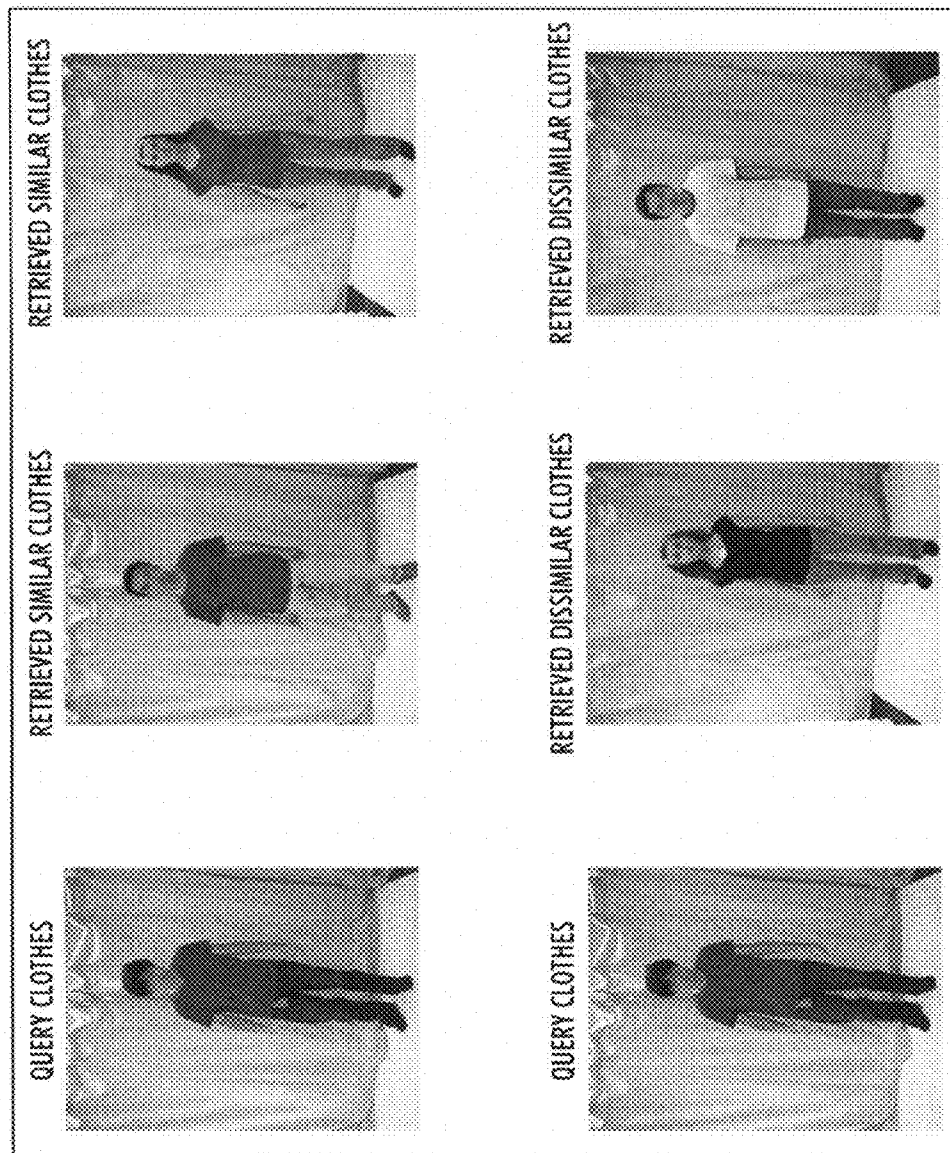 QUERY CLOTHES
RETRIEVED SIMILAR CLOTHES
RETRIEVED SIMILAR CLOTHES
QUERY CLOTHES
RETRIEVED DISSIMILAR CLOTHES
RETRIEVED DISSIMILAR CLOTHES